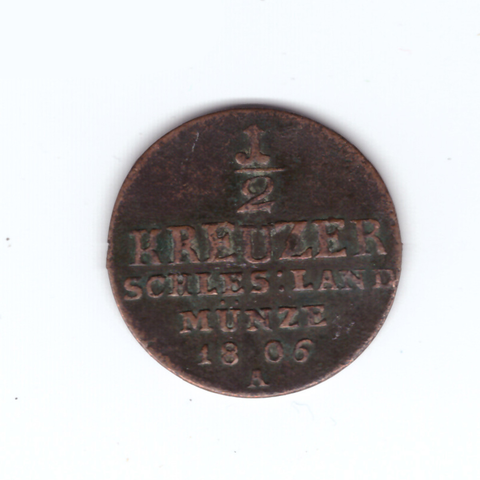 1/2
KREUZER
SCHLES: LAND
MÜNZE
1806
A